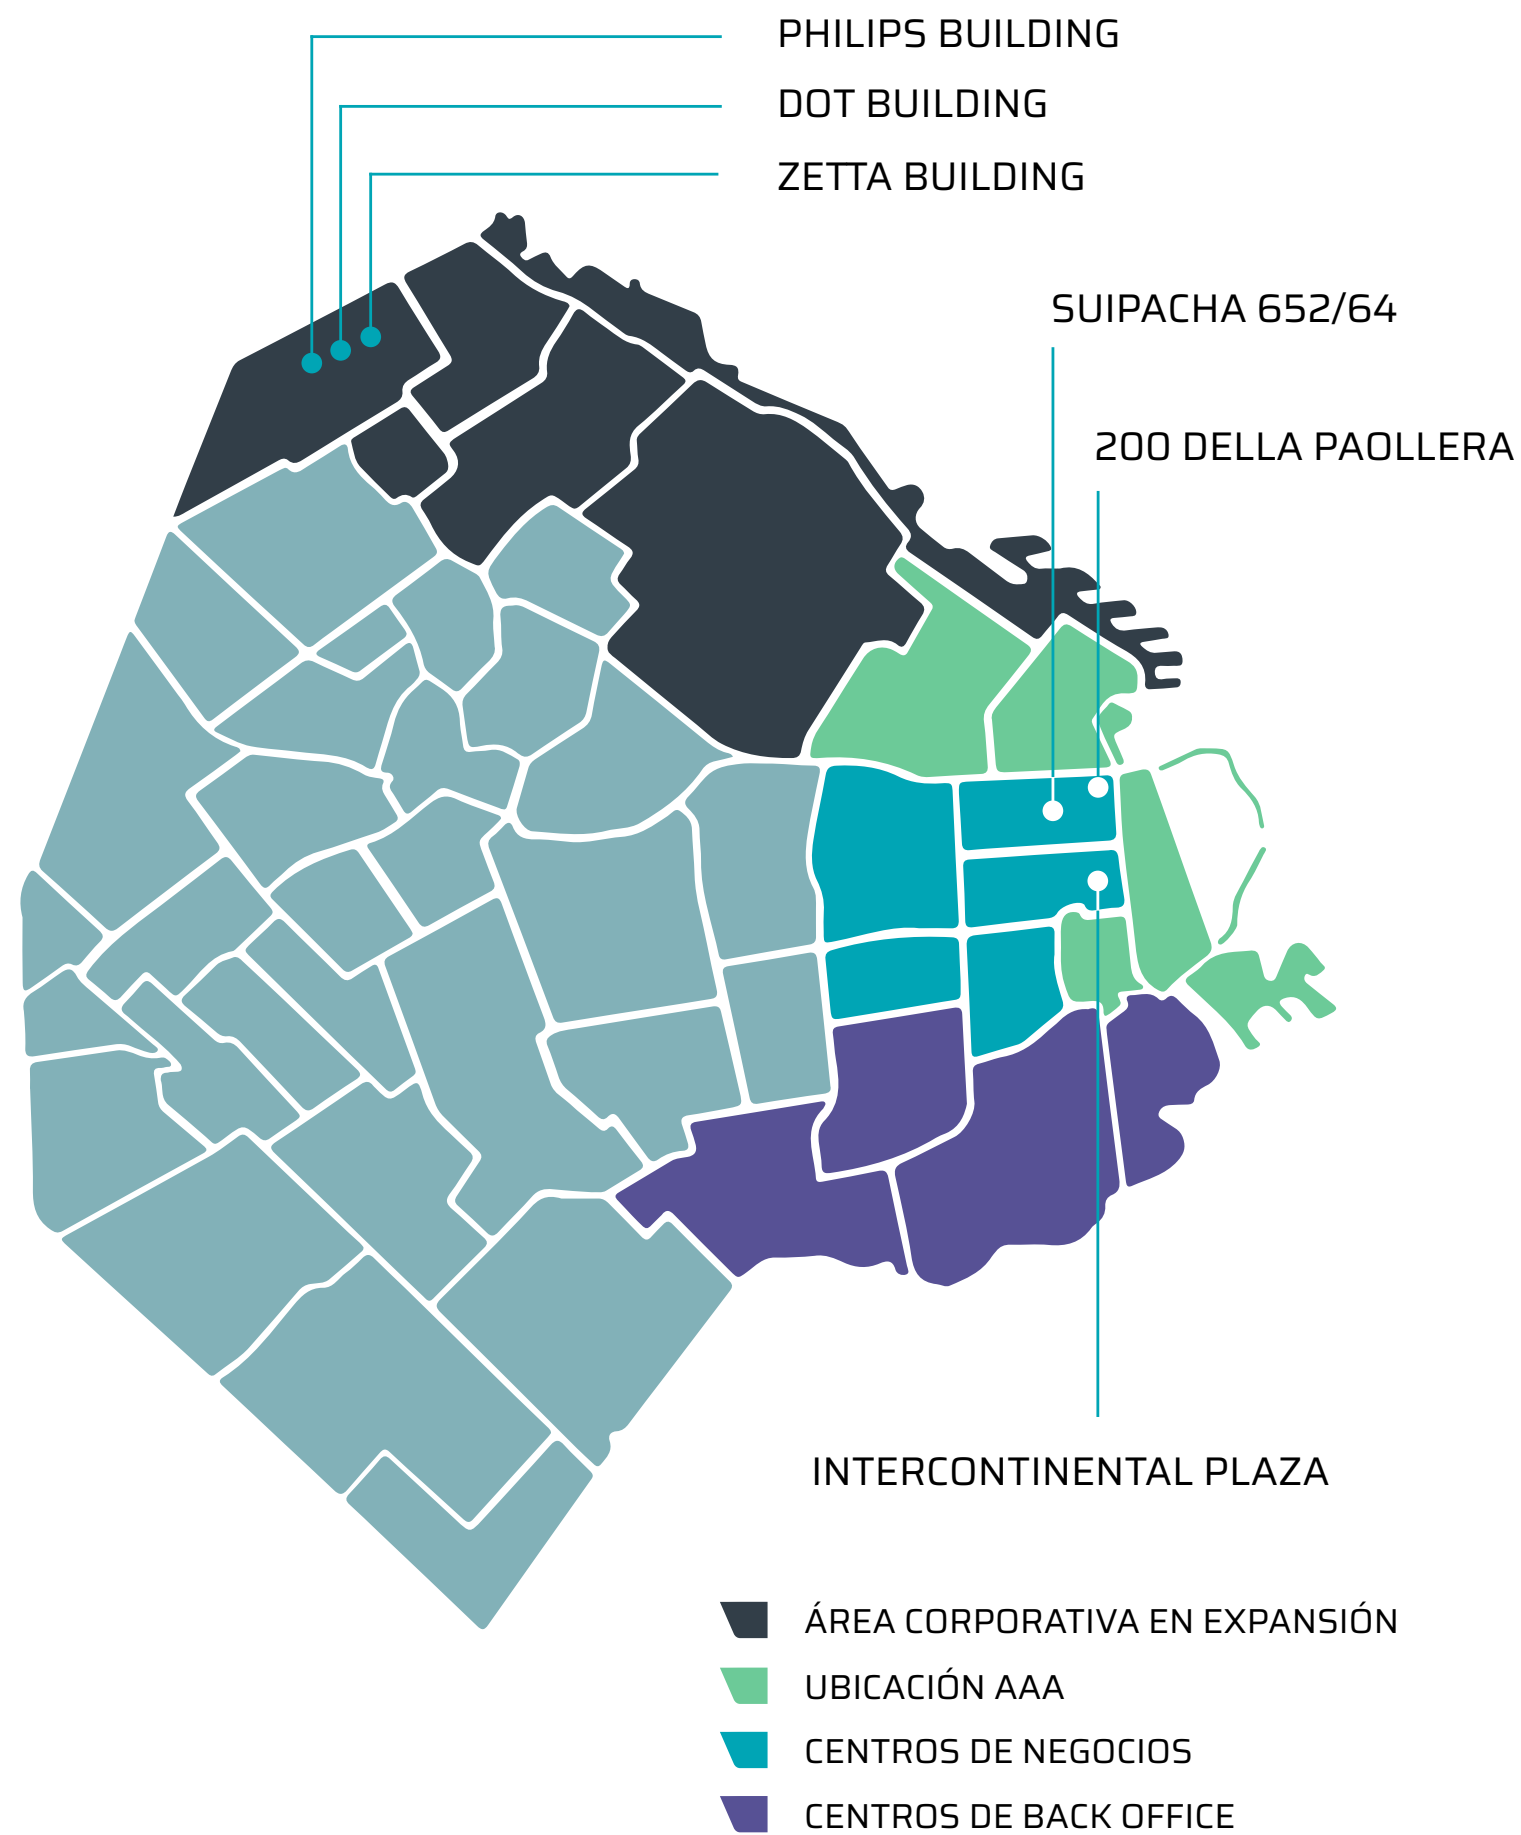 PHILIPS BUILDING
DOT BUILDING
ZETTA BUILDING
SUIPACHA 652/64
200 DELLA PAOLLERA
INTERCONTINENTAL PLAZA
ÁREA CORPORATIVA EN EXPANSIÓN
UBICACIÓN AAA
CENTROS DE NEGOCIOS
CENTROS DE BACK OFFICE